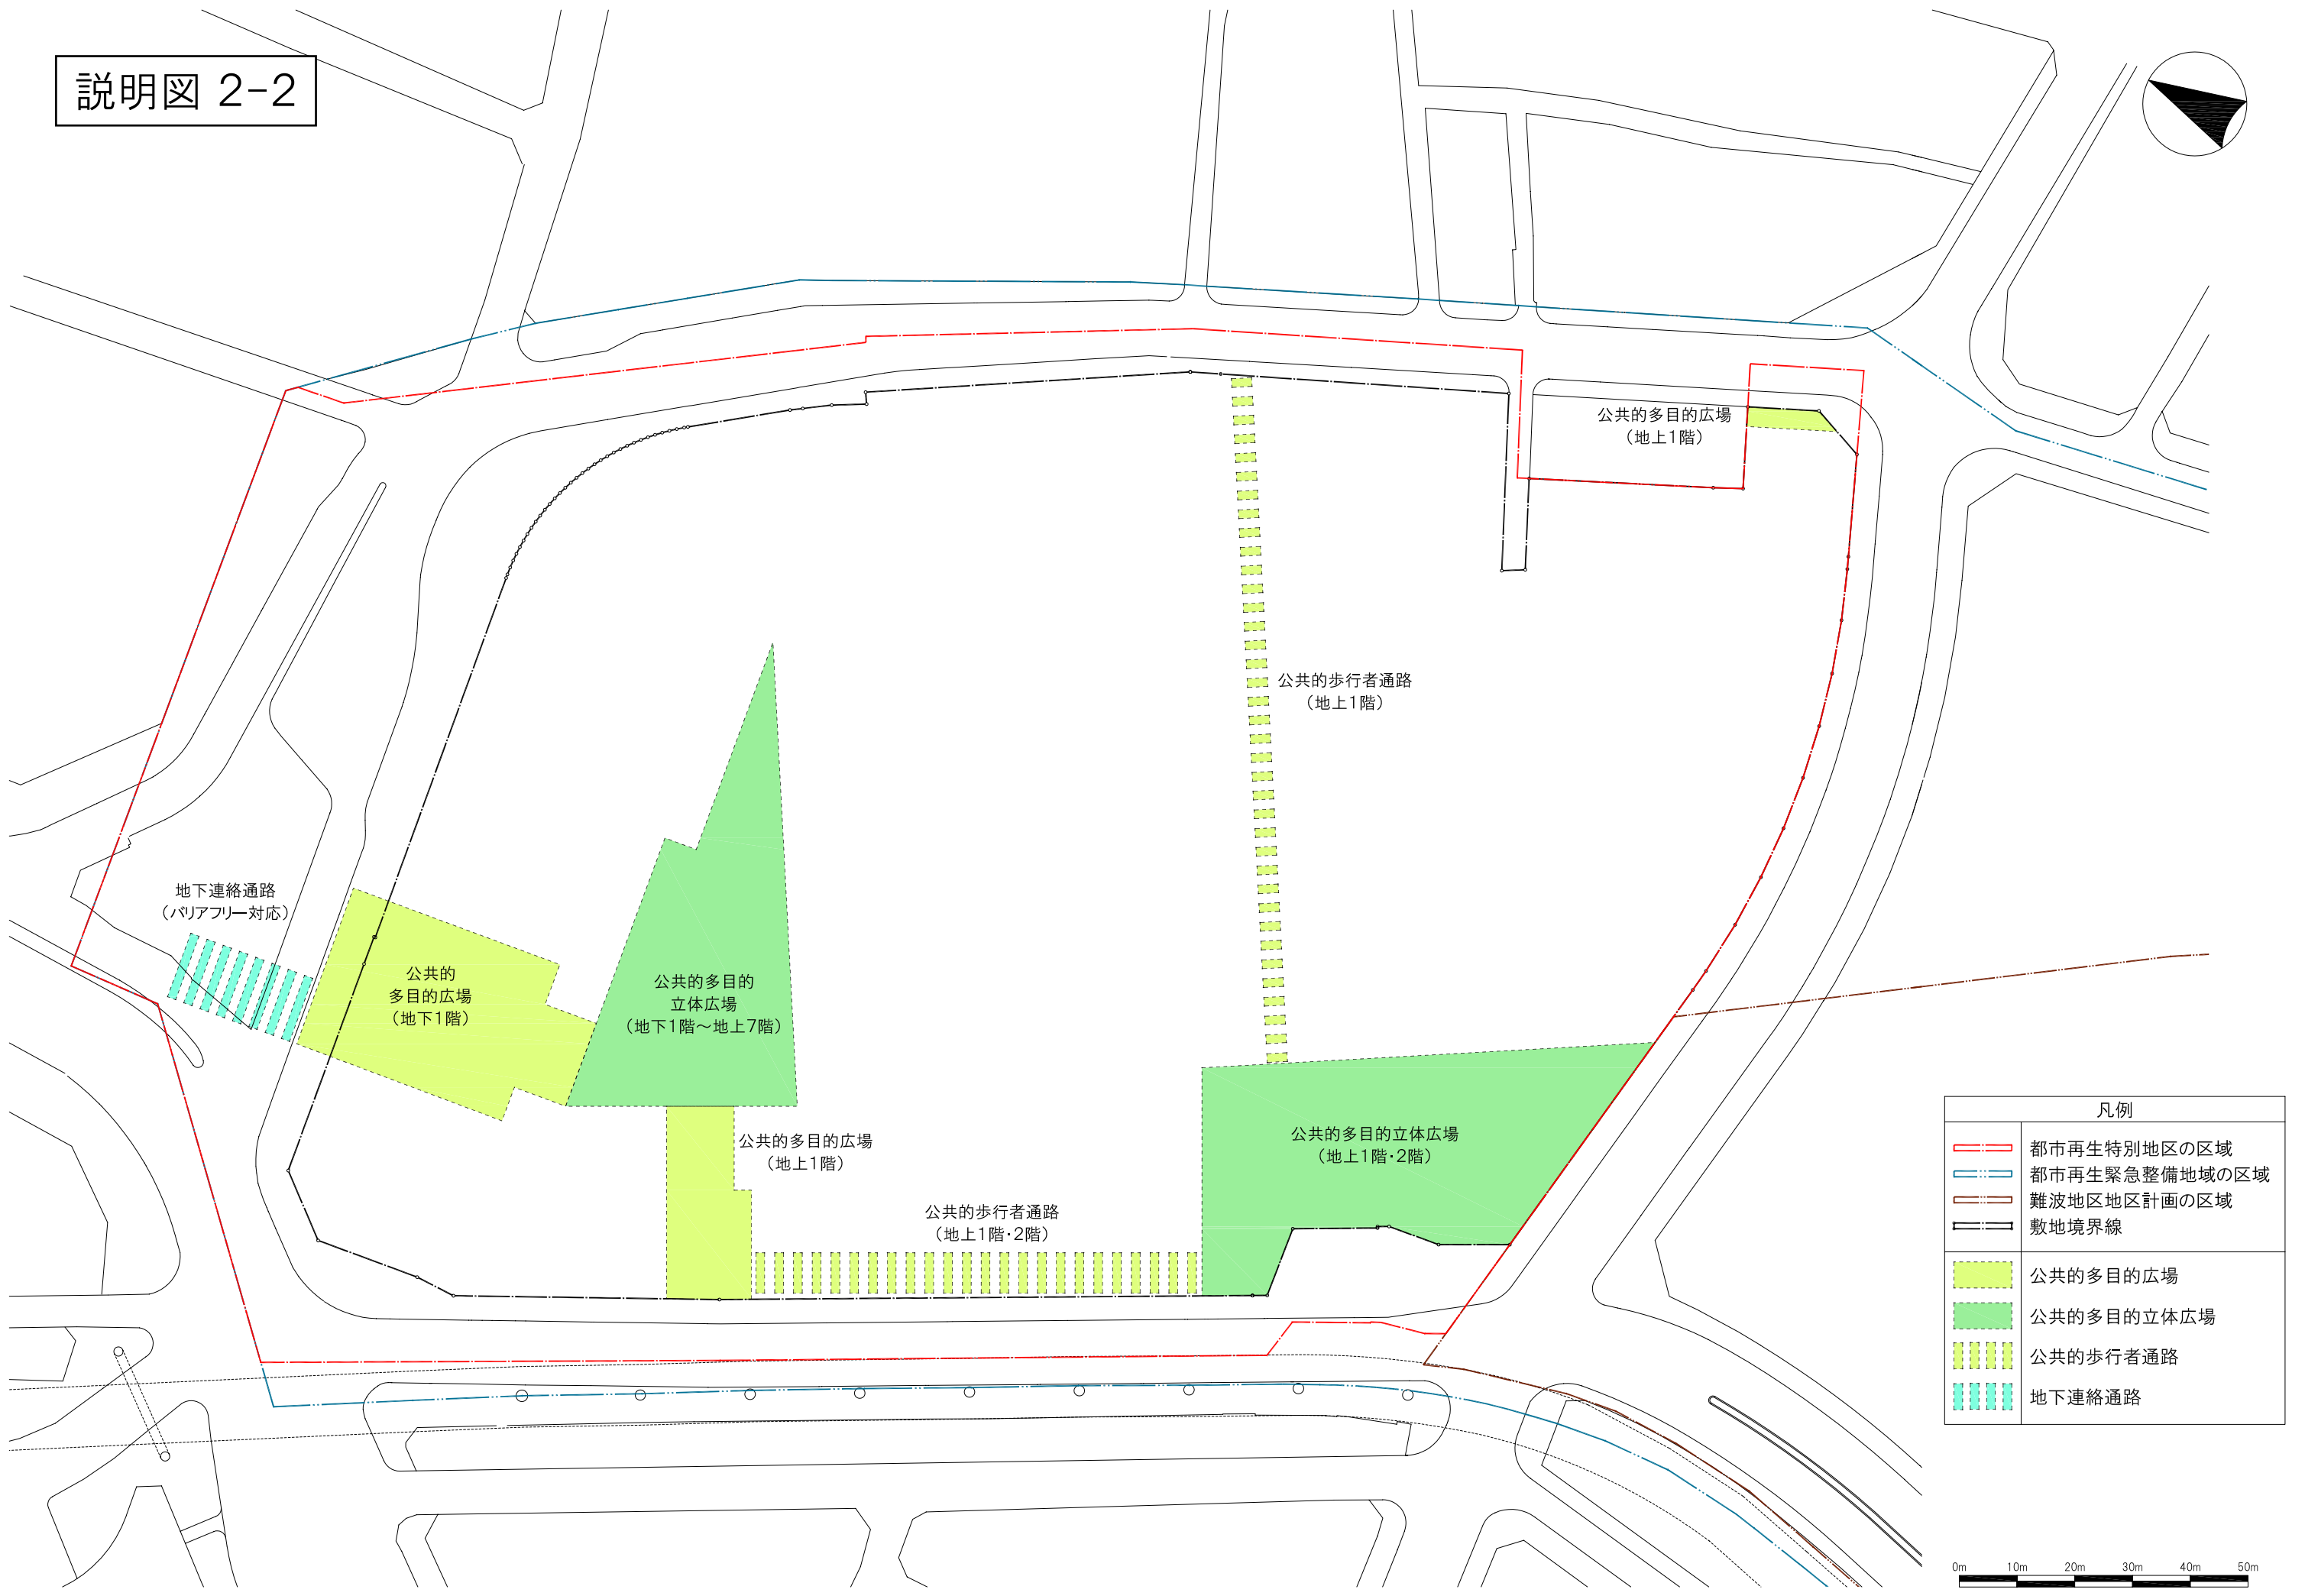 説明図 2-2
公共的多目的広場
(地上1階)
公共的歩行者通路
(地上1階)
地下連絡通路
(バリアフリー対応)
公共的
多目的広場
(地下1階)
公共的多目的
立体広場
(地下1階～地上7階)
公共的多目的広場
(地上1階)
公共的多目的立体広場
(地上1階・2階)
公共的歩行者通路
(地上1階・2階)
凡例
都市再生特別地区の区域
都市再生緊急整備地域の区域
難波地区地区計画の区域
敷地境界線
公共的多目的広場
公共的多目的立体広場
公共的歩行者通路
地下連絡通路
0m 10m 20m 30m 40m 50m